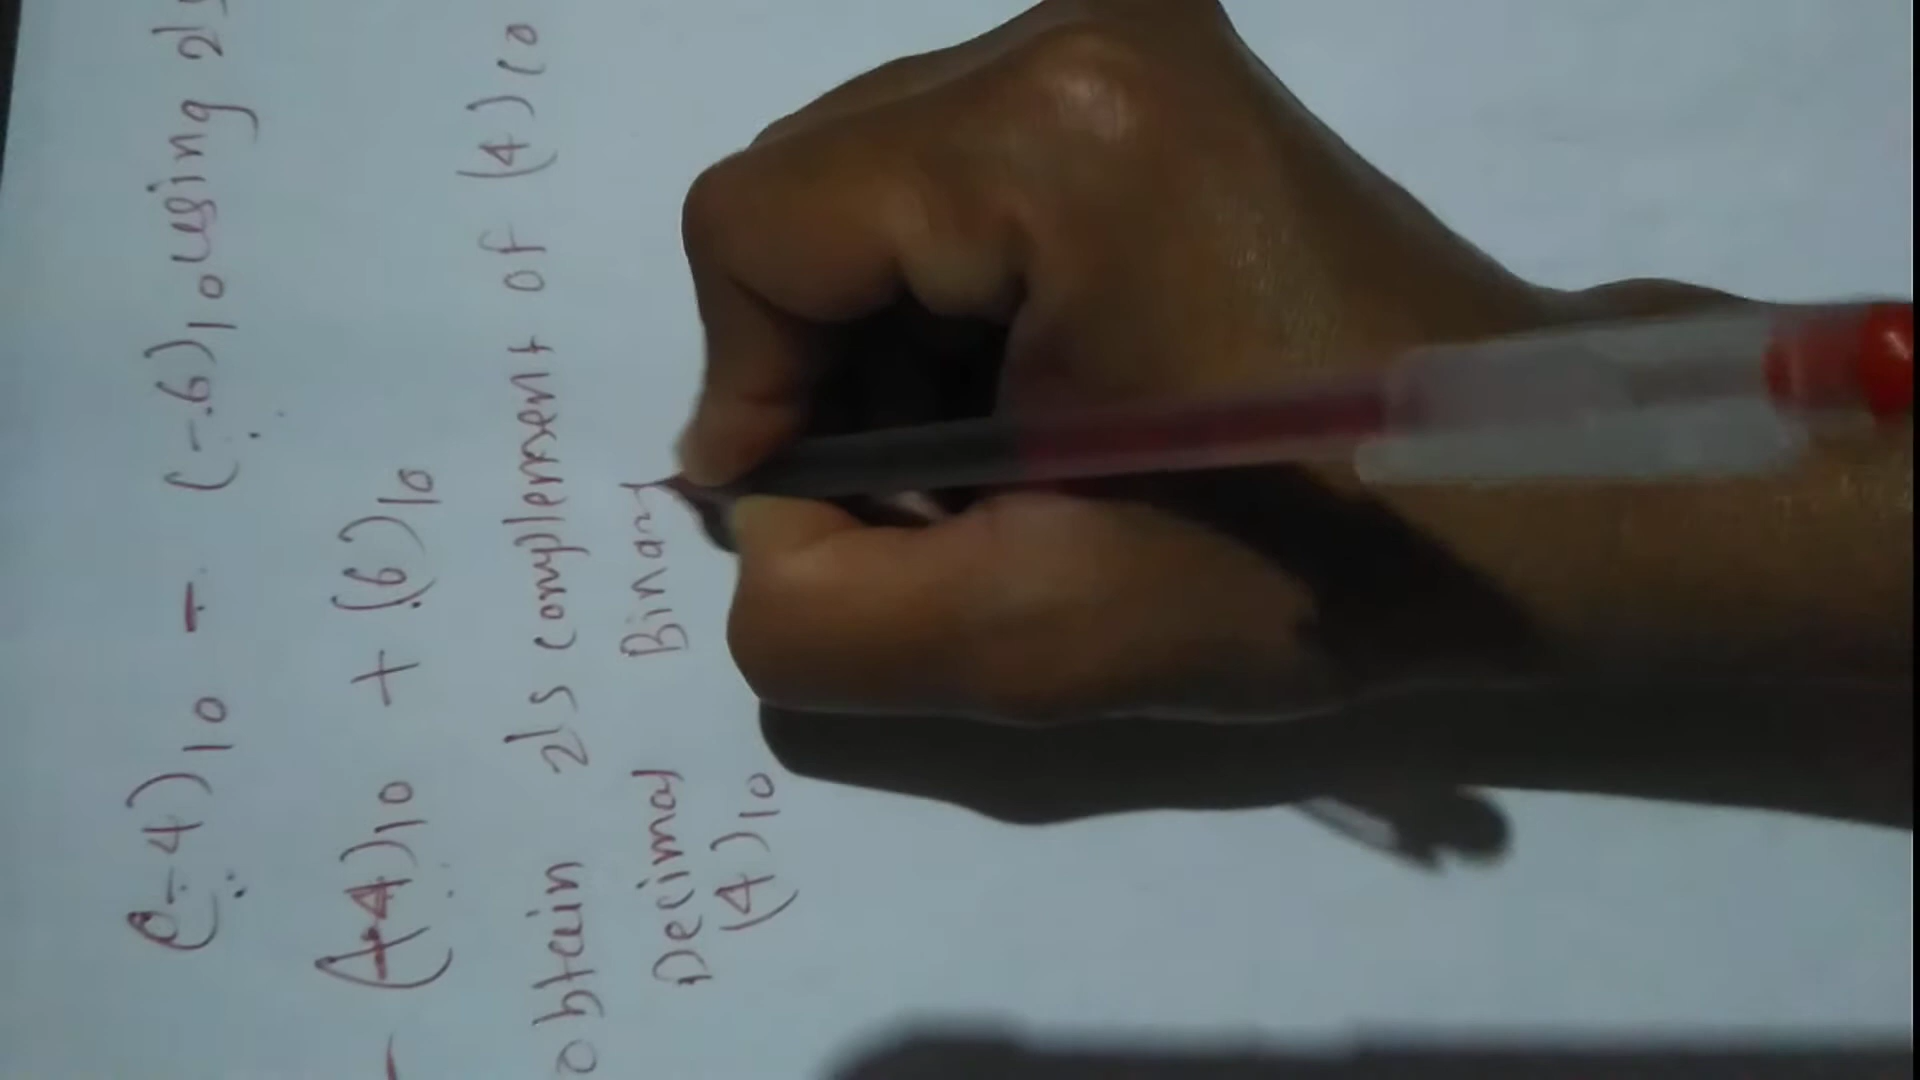 (-4)10 - (-6)10 using 2's
(-4)10 + (6)10
obtain 2's complement of (4)10
Decimal Binary
(4)10